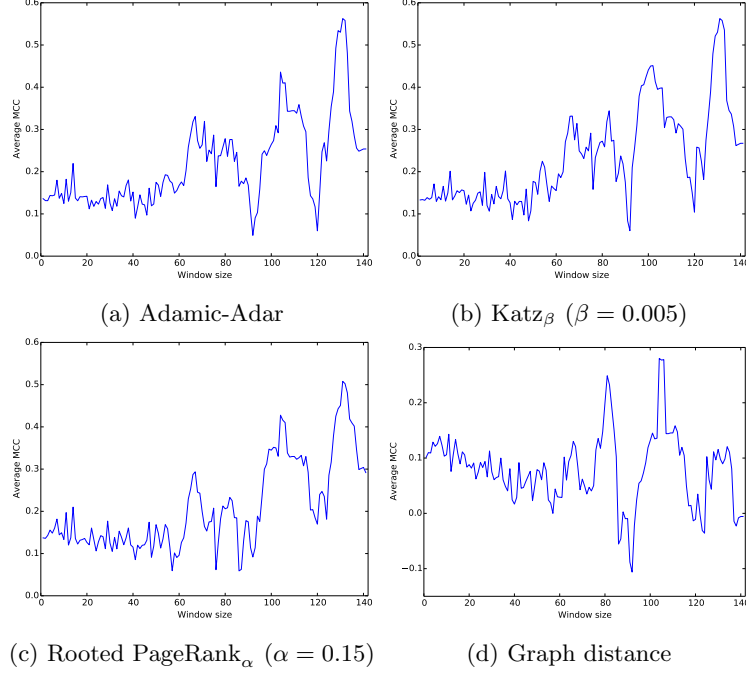 0.6
0.5
0.4
0.3
0.2
0.1
0.0
Average MCC
0 20 40 60 80 100 120 140
Window size
(a) Adamic-Adar
0.6
0.5
0.4
0.3
0.2
0.1
0.0
Average MCC
0 20 40 60 80 100 120 140
Window size
(b) Katzᵦ (β = 0.005)
0.6
0.5
0.4
0.3
0.2
0.1
0.0
Average MCC
0 20 40 60 80 100 120 140
Window size
(c) Rooted PageRankα (α = 0.15)
0.3
0.2
0.1
0.0
−0.1
Average MCC
0 20 40 60 80 100 120 140
Window size
(d) Graph distance